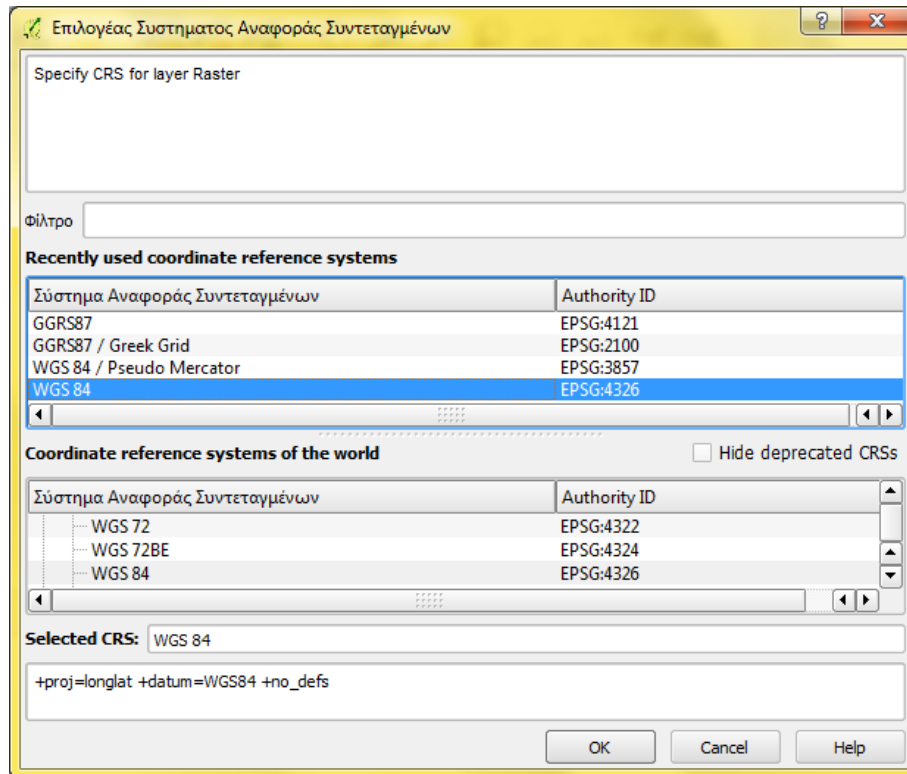 Επιλογέας Συστηματος Αναφοράς Συντεταγμένων
Specify CRS for layer Raster
Φίλτρο
Recently used coordinate reference systems
Σύστημα Αναφοράς Συντεταγμένων Authority ID
GGRS87 EPSG:4121
GGRS87 / Greek Grid EPSG:2100
WGS 84 / Pseudo Mercator EPSG:3857
WGS 84 EPSG:4326
Coordinate reference systems of the world Hide deprecated CRSs
Σύστημα Αναφοράς Συντεταγμένων Authority ID
WGS 72 EPSG:4322
WGS 72BE EPSG:4324
WGS 84 EPSG:4326
Selected CRS: WGS 84
+proj=longlat +datum=WGS84 +no_defs
OK Cancel Help